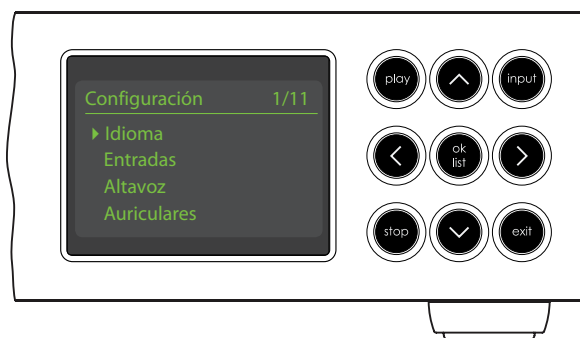 Configuración 1/11
Idioma
Entradas
Altavoz
Auriculares
play
input
ok
list
stop
exit